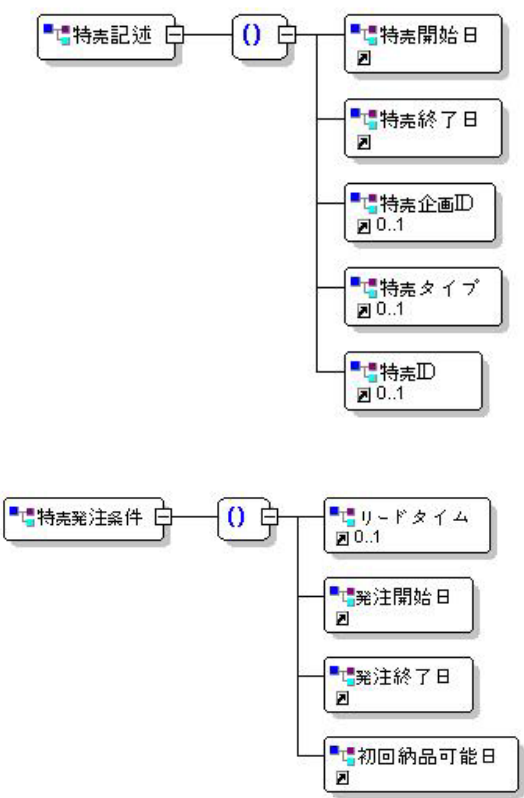 特売記述
()
特売開始日
特売終了日
特売企画ID
0..1
特売タイプ
0..1
特売ID
0..1
特売発注条件
()
リードタイム
0..1
発注開始日
発注終了日
初回納品可能日